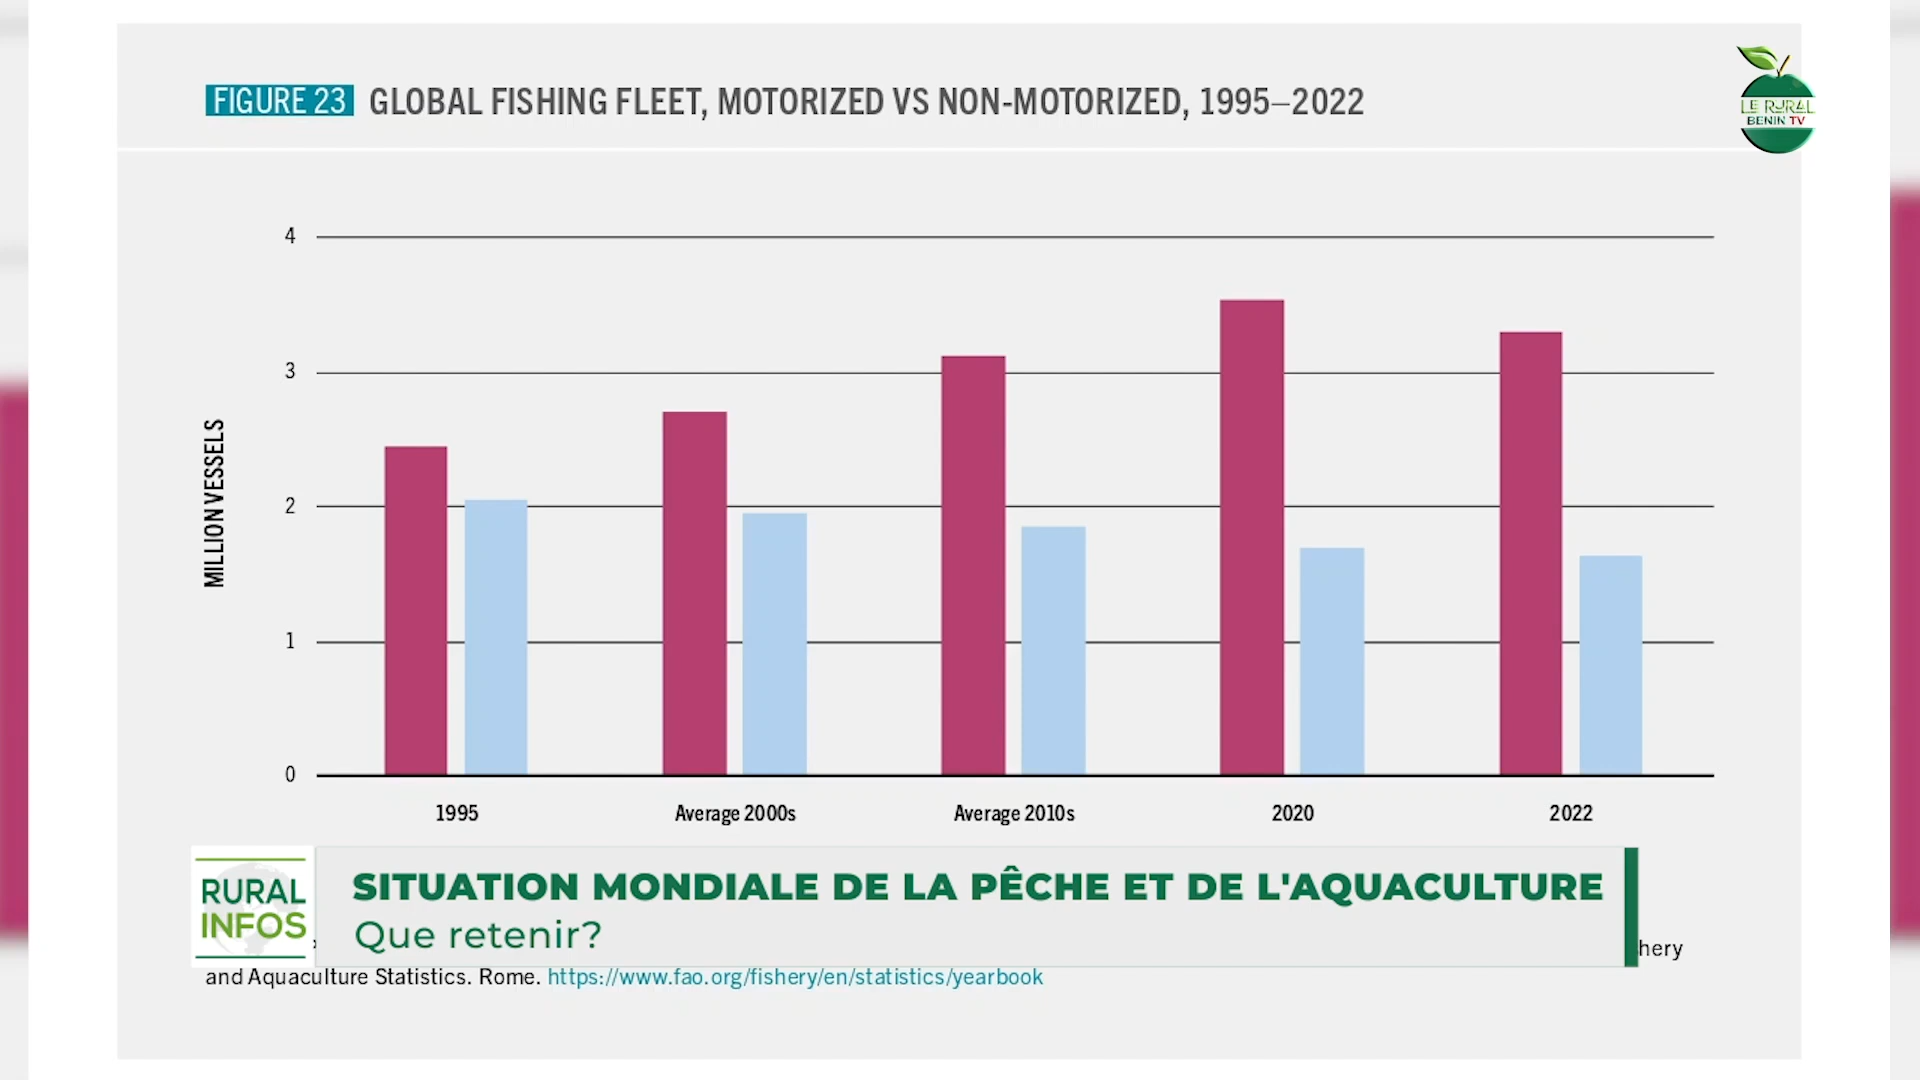 FIGURE 23 GLOBAL FISHING FLEET, MOTORIZED VS NON-MOTORIZED, 1995–2022
LE RURAL
BENIN TV
4
3
2
1
0
MILLION VESSELS
1995 Average 2000s Average 2010s 2020 2022
RURAL
INFOS
SITUATION MONDIALE DE LA PÊCHE ET DE L'AQUACULTURE
Que retenir?
and Aquaculture Statistics. Rome. https://www.fao.org/fishery/en/statistics/yearbook